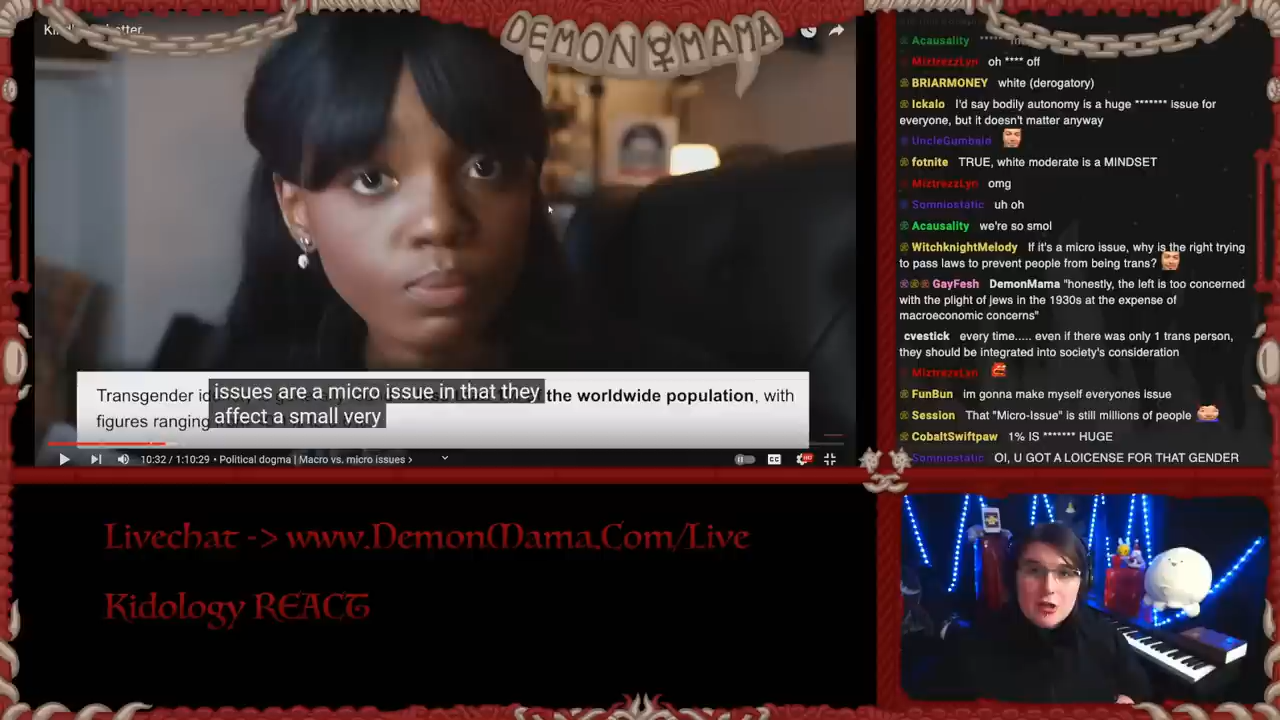 DEMON MAMA
Transgender
issues are a micro issue in that they
the worldwide population, with
affect a small very
figures ranging
10:32 / 1:10:29 • Political dogma | Macro vs. micro issues >
CC
HD
Livechat -> www.DemonMama.Com/Live
Kidology REACT
Acausality
MiztrezzLyn oh **** off
BRIARMONEY white (derogatory)
Ickalo I'd say bodily autonomy is a huge ******* issue for
everyone, but it doesn't matter anyway
UncleGumbain
fotnite TRUE, white moderate is a MINDSET
MiztrezzLyn omg
Somniostatic uh oh
Acausality we're so smol
WitchknightMelody If it's a micro issue, why is the right trying
to pass laws to prevent people from being trans?
GayFesh DemonMama "honestly, the left is too concerned
with the plight of jews in the 1930s at the expense of
macroeconomic concerns"
cvestick every time..... even if there was only 1 trans person,
they should be integrated into society's consideration
MiztrezzLyn
FunBun im gonna make myself everyones issue
Session That "Micro-Issue" is still millions of people
CobaltSwiftpaw 1% IS ******* HUGE
Somniostatic OI, U GOT A LOICENSE FOR THAT GENDER